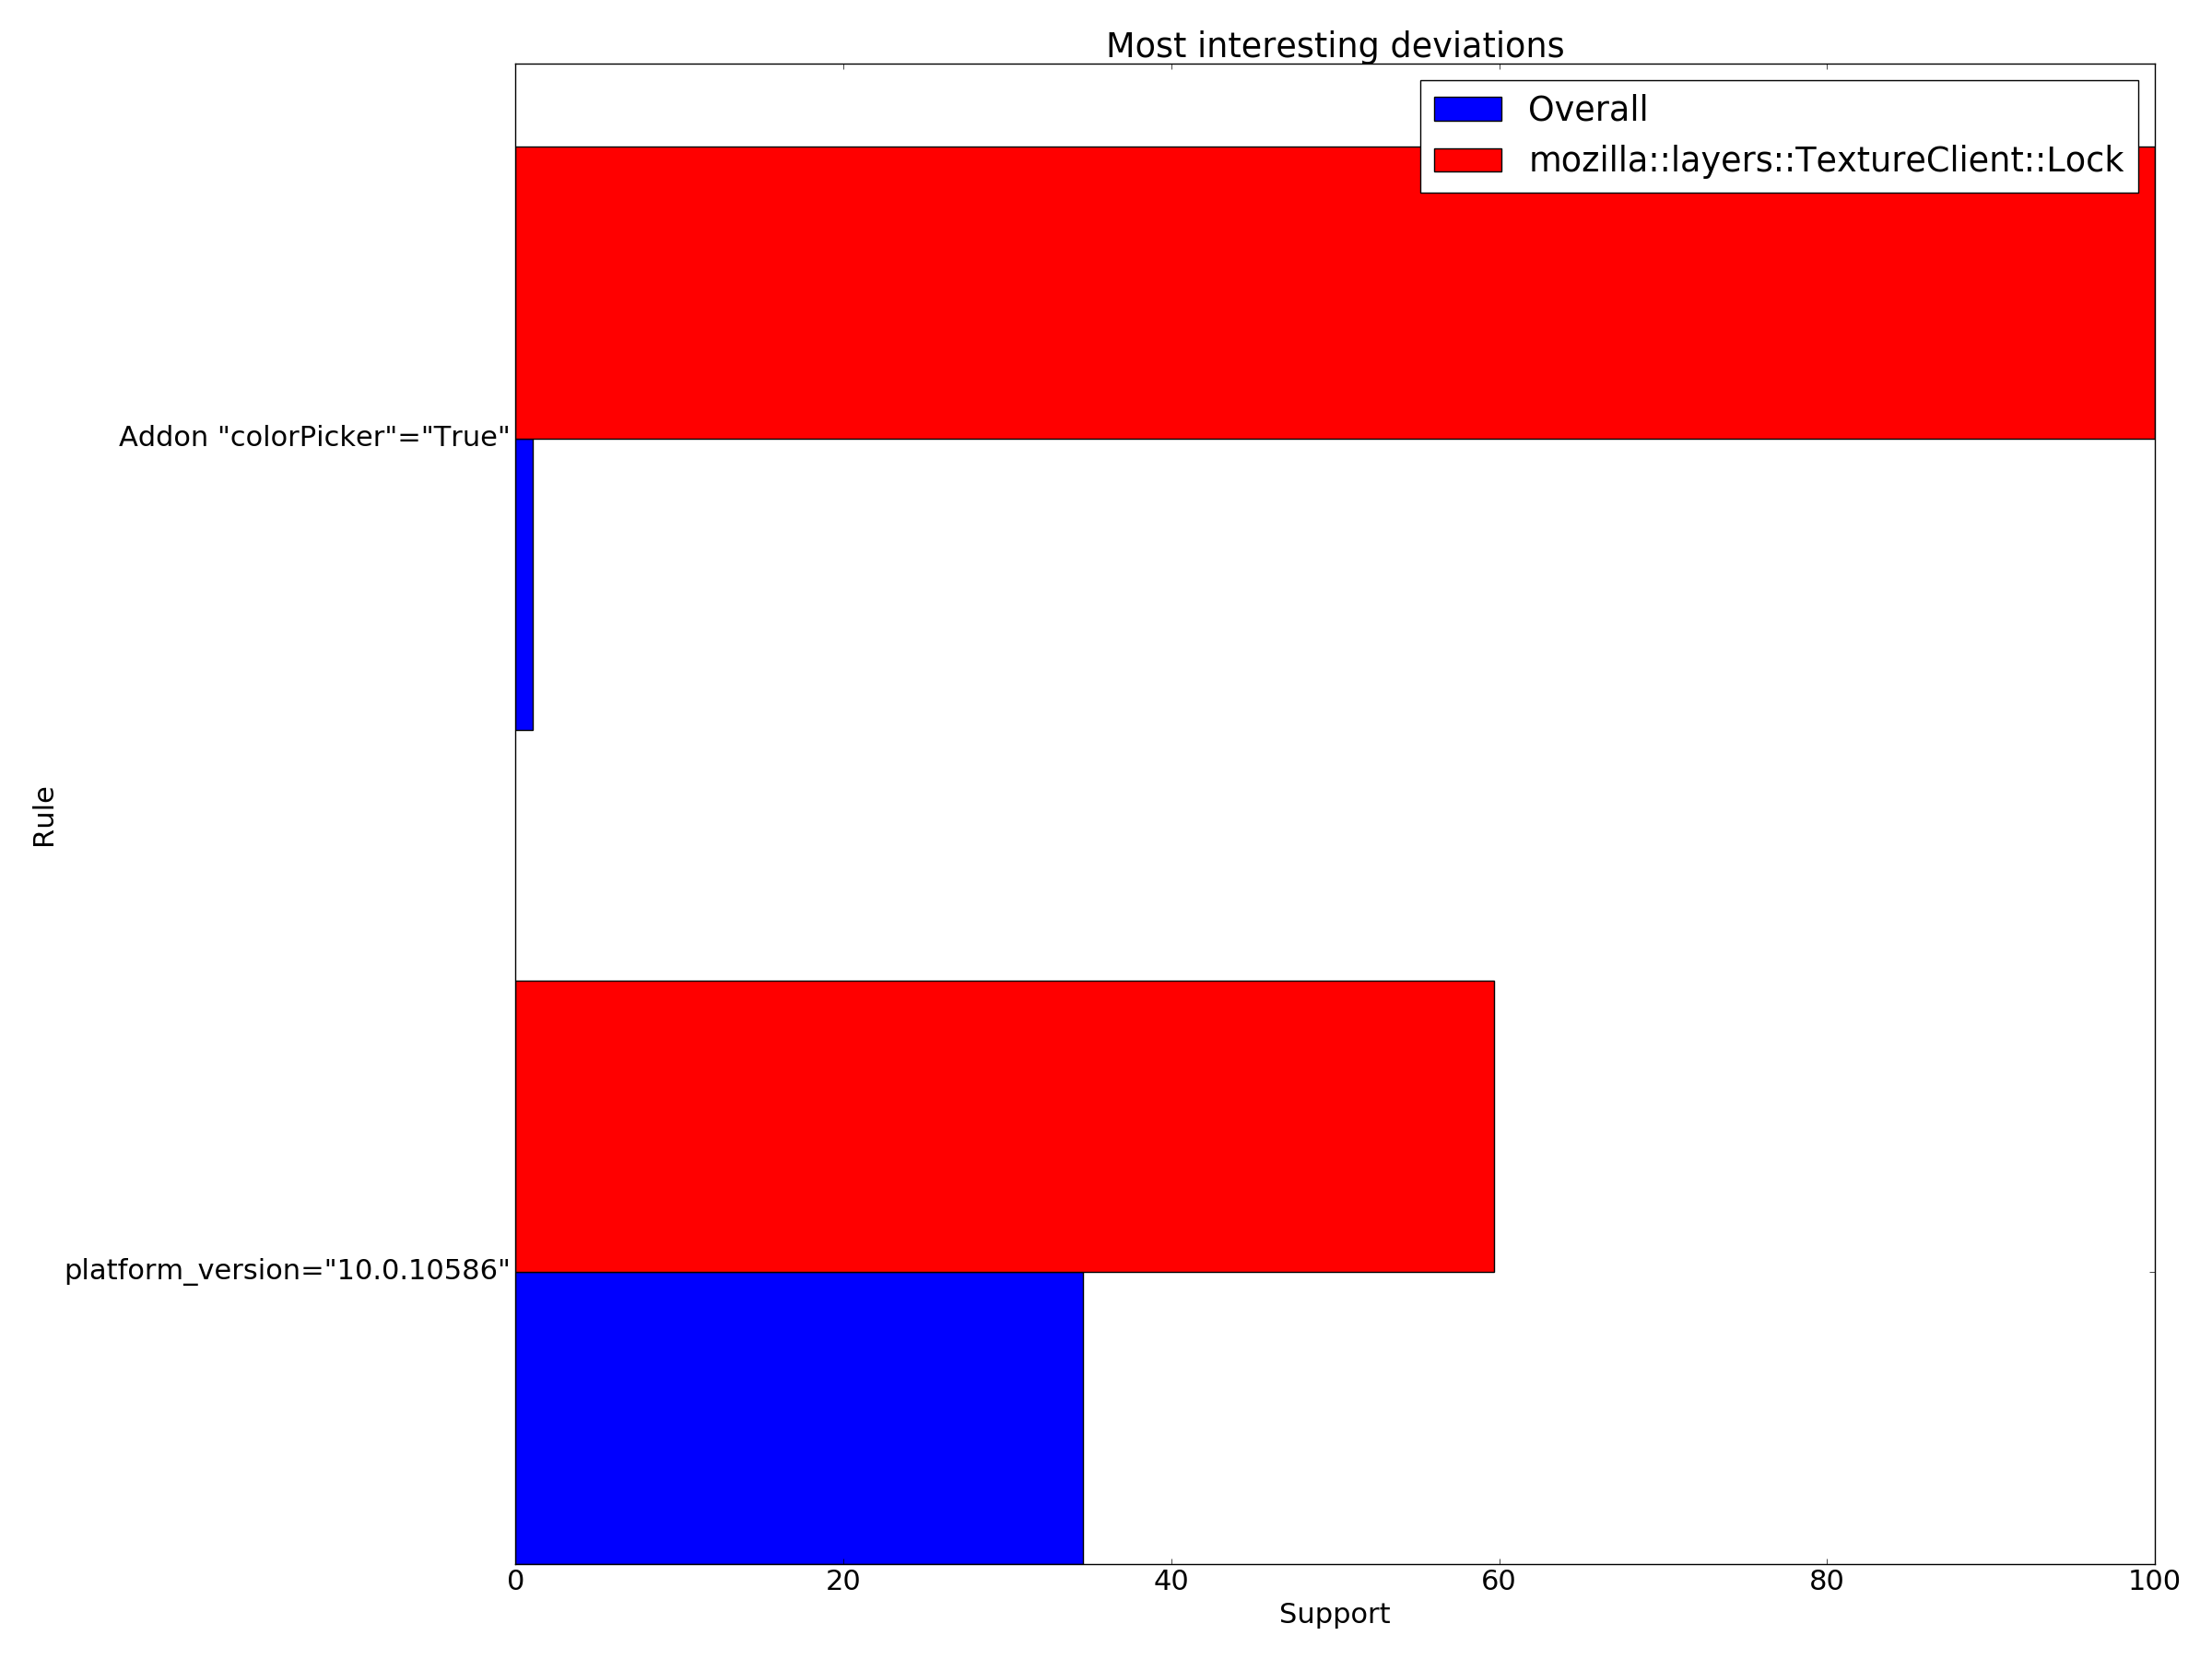 Most interesting deviations
Overall
mozilla::layers::TextureClient::Lock
Addon "colorPicker"="True"
Rule
platform_version="10.0.10586"
0 20 40 60 80 100
Support